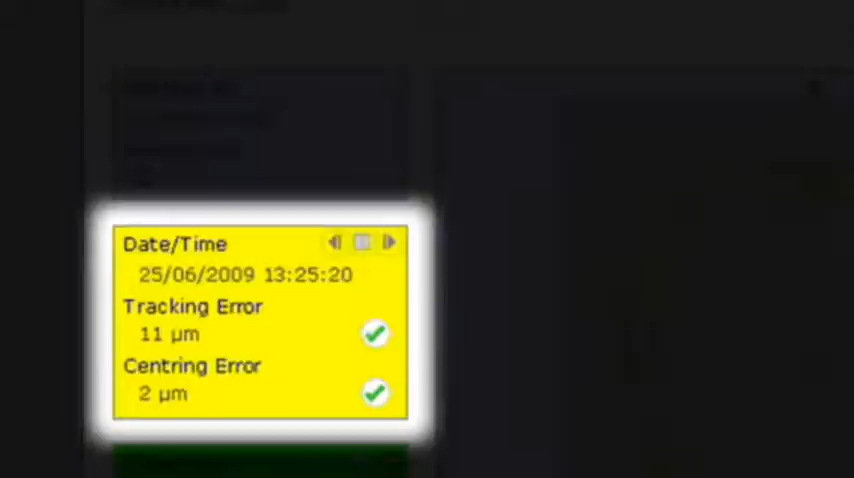 Date/Time
25/06/2009 13:25:20
Tracking Error
11 µm
Centring Error
2 µm